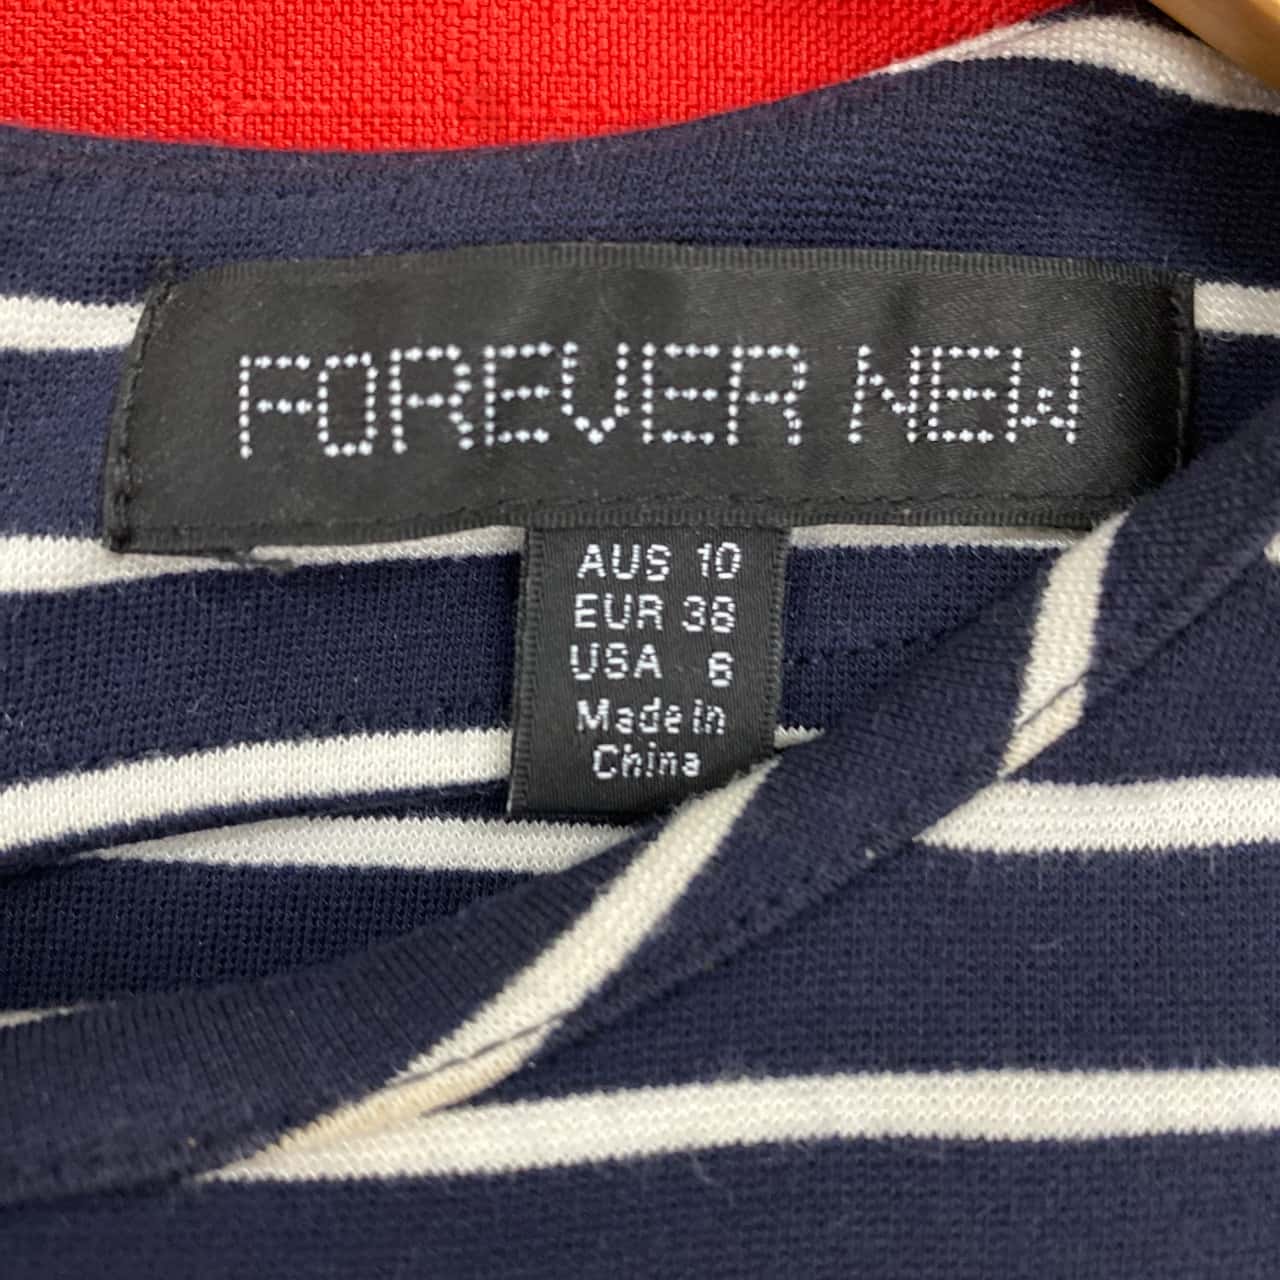 FOREVER NEW
AUS 10
EUR 38
USA 6
Made in
China